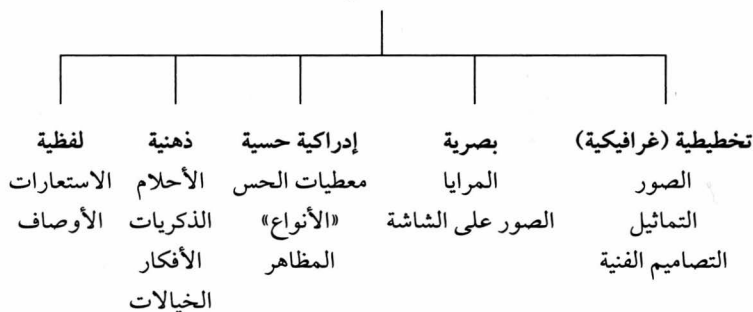 تخطيطية (غرافيكية)
الصور
التماثيل
التصاميم الفنية
بصرية
المرايا
الصور على الشاشة
إدراكية حسية
معطيات الحس
«الأنواع»
المظاهر
ذهنية
الأحلام
الذكريات
الأفكار
الخيالات
لفظية
الاستعارات
الأوصاف